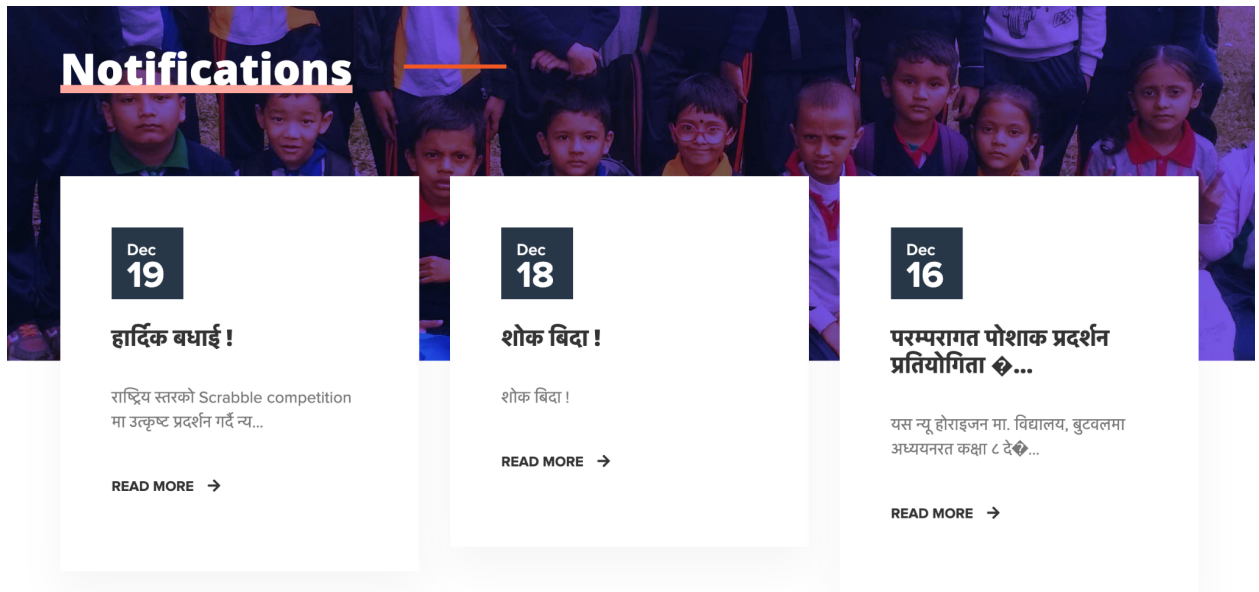 Notifications
Dec
19
हार्दिक बधाई !
राष्ट्रिय स्तरको Scrabble competition
मा उत्कृष्ट प्रदर्शन गर्दै न्य...
READ MORE →
Dec
18
शोक बिदा !
शोक बिदा !
READ MORE →
Dec
16
परम्परागत पोशाक प्रदर्शन
प्रतियोगिता �...
यस न्यू होराइजन मा. विद्यालय, बुटवलमा
अध्ययनरत कक्षा ८ दे�...
READ MORE →